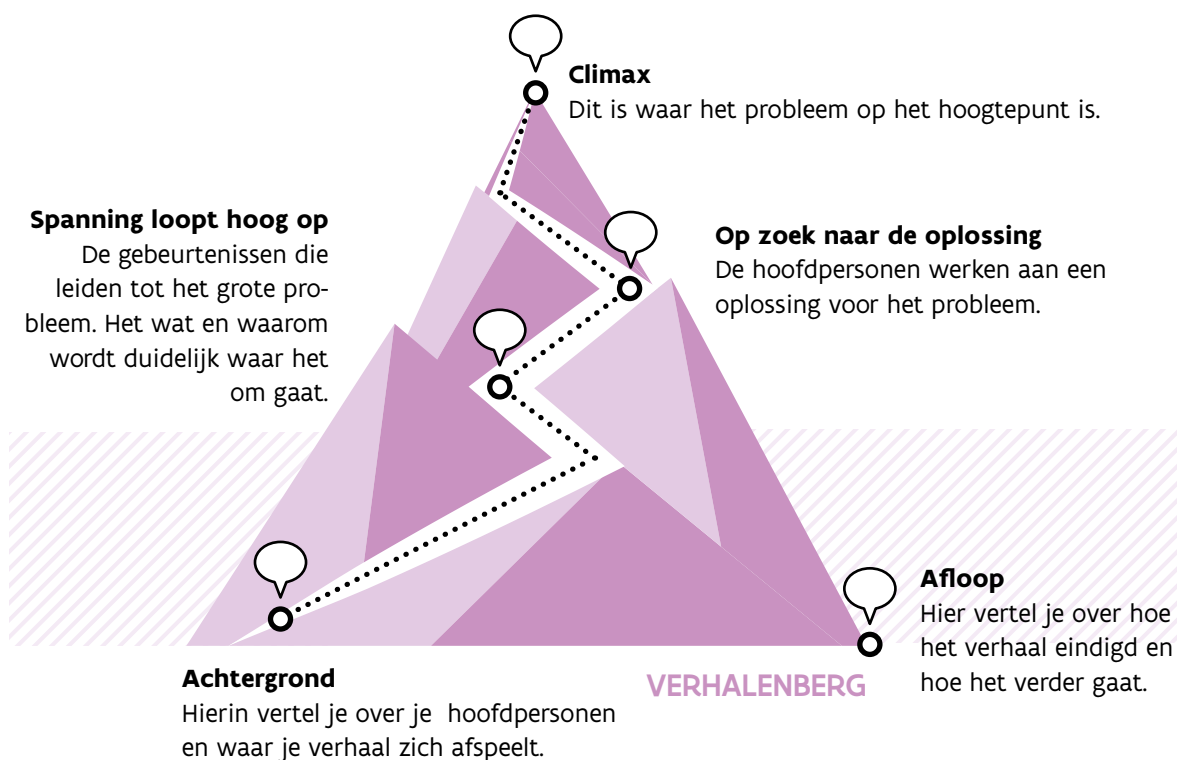 Climax
Dit is waar het probleem op het hoogtepunt is.
Spanning loopt hoog op
De gebeurtenissen die
leiden tot het grote pro-
bleem. Het wat en waarom
wordt duidelijk waar het
om gaat.
Op zoek naar de oplossing
De hoofdpersonen werken aan een
oplossing voor het probleem.
Afloop
Hier vertel je over hoe
het verhaal eindigd en
hoe het verder gaat.
Achtergrond
Hierin vertel je over je  hoofdpersonen
en waar je verhaal zich afspeelt.
VERHALENBERG